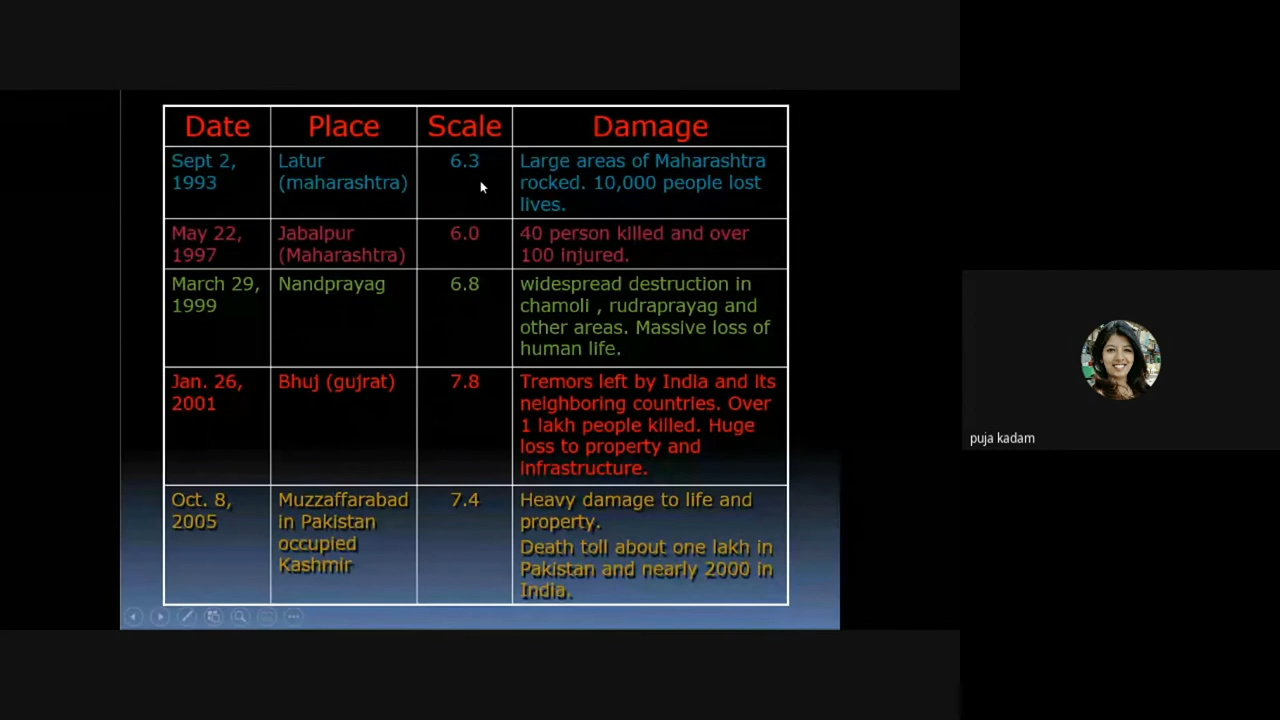 Date Place Scale Damage
Sept 2, Latur 6.3 Large areas of Maharashtra
1993 (maharashtra) rocked. 10,000 people lost
lives.
May 22, Jabalpur 6.0 40 person killed and over
1997 (Maharashtra) 100 injured.
March 29, Nandprayag 6.8 widespread destruction in
1999 chamoli , rudraprayag and
other areas. Massive loss of
human life.
Jan. 26, Bhuj (gujrat) 7.8 Tremors left by India and its
2001 neighboring countries. Over
1 lakh people killed. Huge
loss to property and
infrastructure.
Oct. 8, Muzzaffarabad 7.4 Heavy damage to life and
2005 in Pakistan property.
occupied Death toll about one lakh in
Kashmir Pakistan and nearly 2000 in
India.
puja kadam